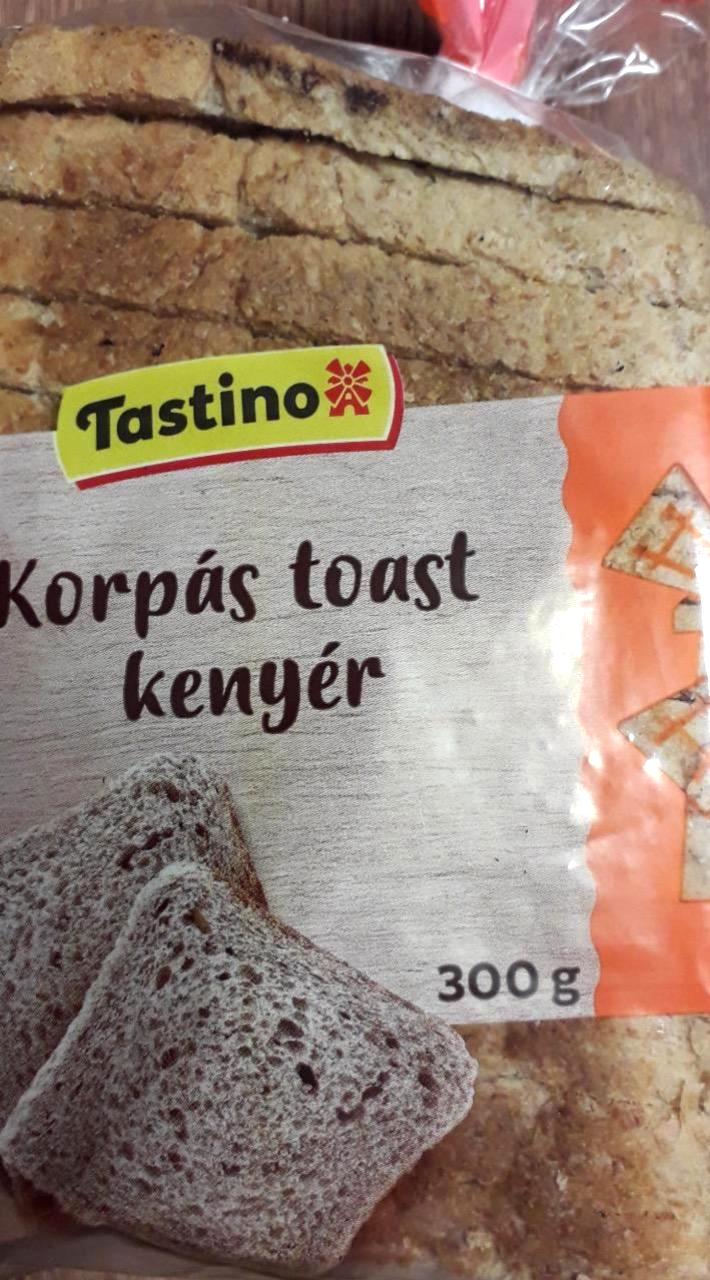 Tastino
Korpás toast
kenyér
300 g